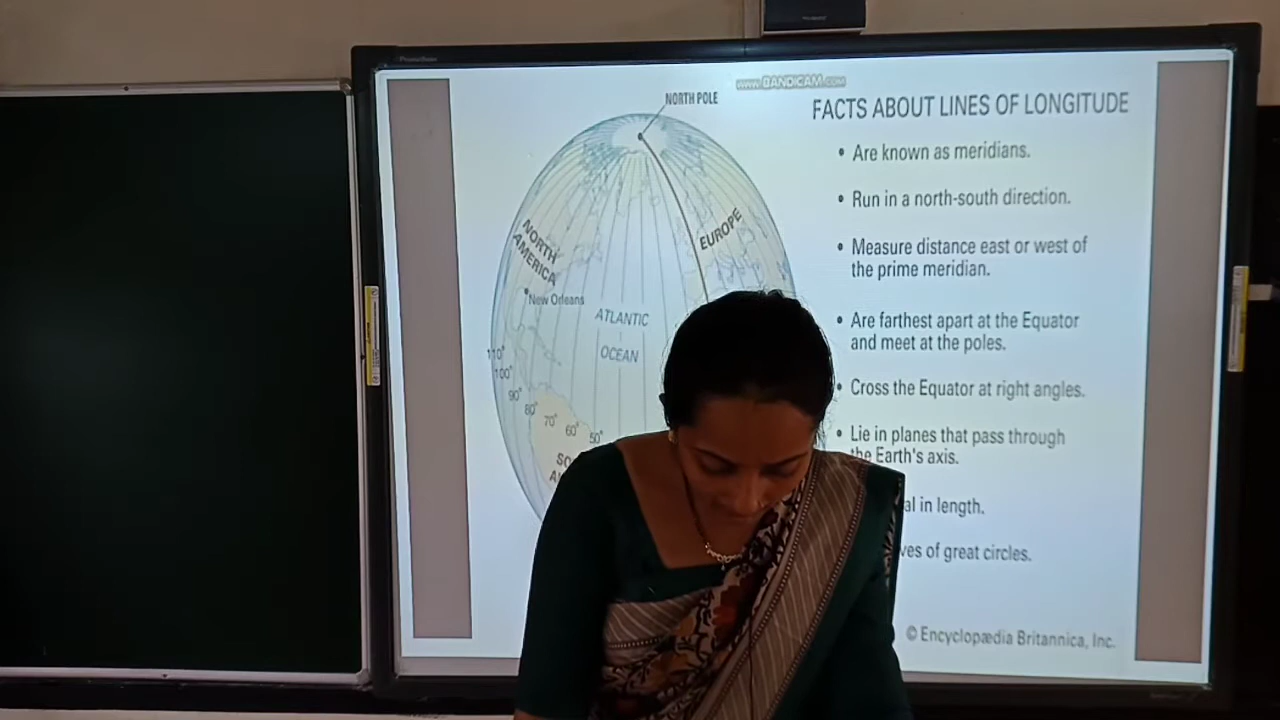 www.BANDICAM.com
NORTH POLE
FACTS ABOUT LINES OF LONGITUDE
• Are known as meridians.
• Run in a north-south direction.
• Measure distance east or west of
the prime meridian.
• Are farthest apart at the Equator
and meet at the poles.
• Cross the Equator at right angles.
• Lie in planes that pass through
the Earth's axis.
al in length.
ves of great circles.
© Encyclopædia Britannica, Inc.
NORTH
AMERICA
EUROPE
New Orleans
ATLANTIC
OCEAN
110°
100°
90°
80°
70°
60°
50°
SO
A